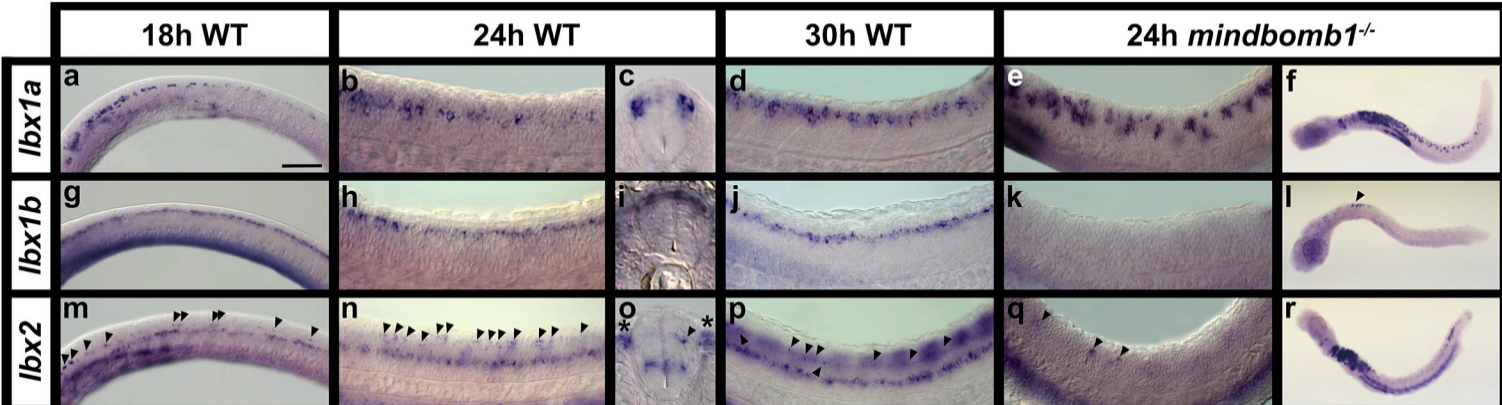 18h WT 24h WT 30h WT 24h mindbomb1-/-
lbx1a a b c d e f
lbx1b g h i j k l
lbx2 m n o * * p q r